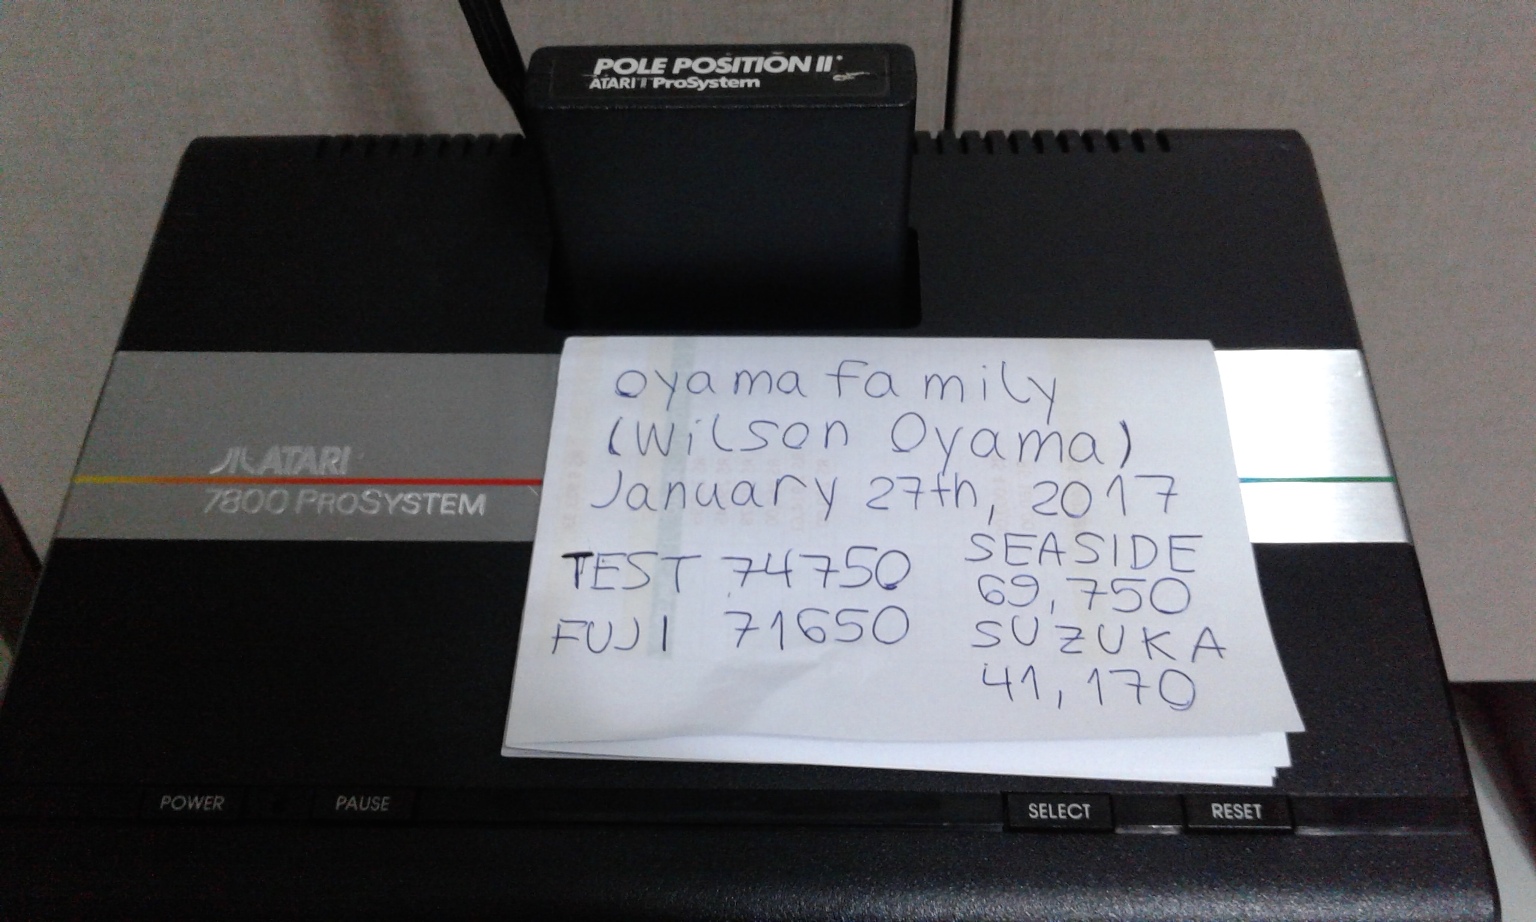 POLE POSITION II
ATARI ProSystem
ATARI
7800 PROSYSTEM
oyama family
(Wilson Oyama)
January 27th, 2017
TEST 74750
FUJI 71650
SEASIDE
69,750
SUZUKA
41,170
POWER
PAUSE
SELECT
RESET